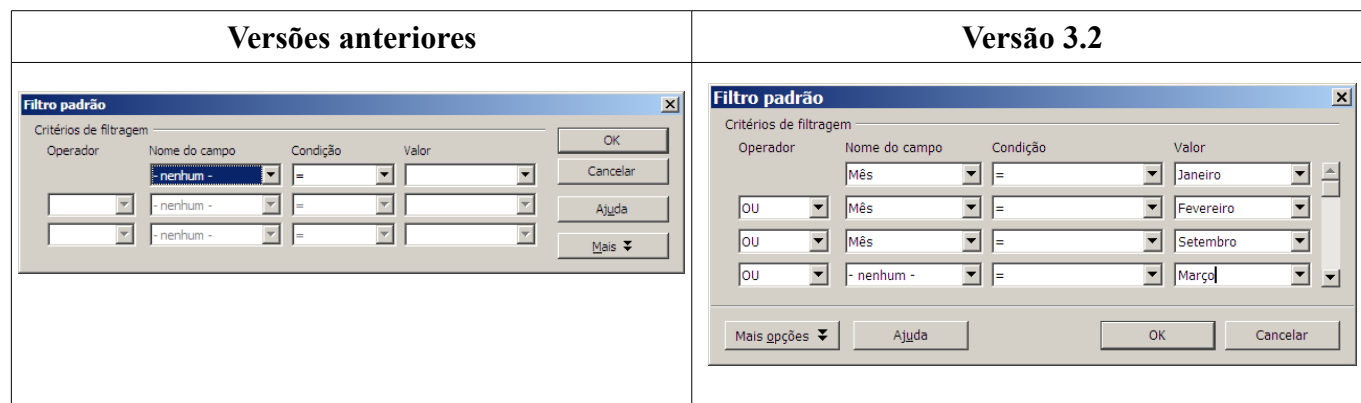 Versões anteriores
Versão 3.2
Filtro padrão
Critérios de filtragem
Operador Nome do campo Condição Valor
- nenhum - =
- nenhum - =
- nenhum - =
OK
Cancelar
Ajuda
Mais
Filtro padrão
Critérios de filtragem
Operador Nome do campo Condição Valor
Mês = Janeiro
OU Mês = Fevereiro
OU Mês = Setembro
OU - nenhum - = Março
Mais opções Ajuda OK Cancelar